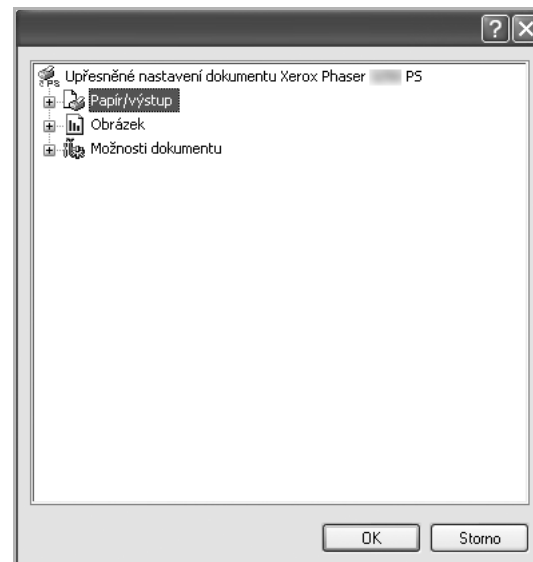 Upřesněné nastavení dokumentu Xerox Phaser PS
Papír/výstup
Obrázek
Možnosti dokumentu
OK Storno